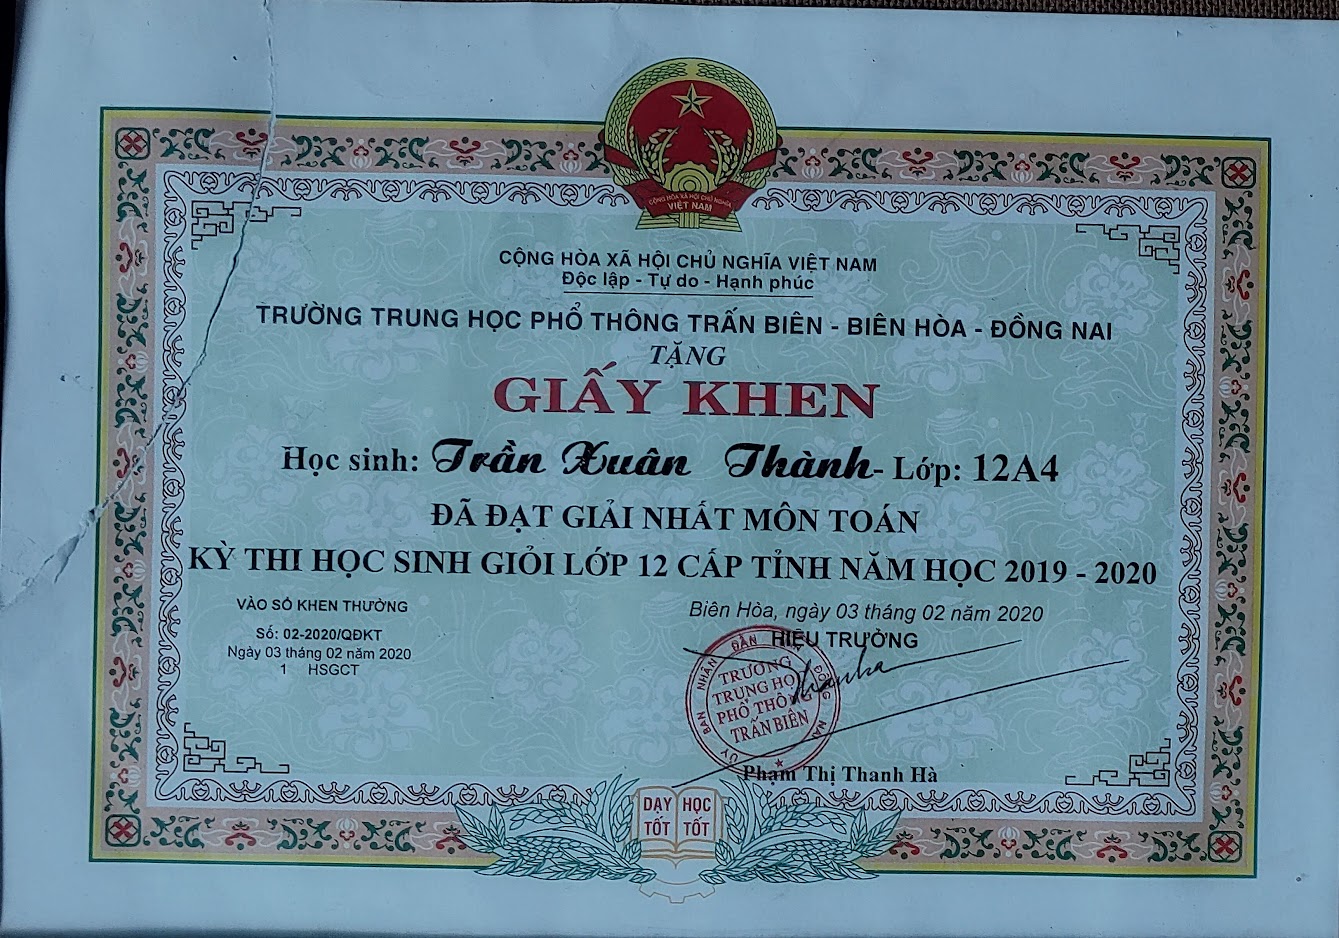 CỘNG HÒA XÃ HỘI CHỦ NGHĨA
VIỆT NAM
CỘNG HÒA XÃ HỘI CHỦ NGHĨA VIỆT NAM
Độc lập - Tự do - Hạnh phúc
TRƯỜNG TRUNG HỌC PHỔ THÔNG TRẤN BIÊN - BIÊN HÒA - ĐỒNG NAI
TẶNG
GIẤY KHEN
Học sinh: Trần Xuân Thành- Lớp: 12A4
ĐÃ ĐẠT GIẢI NHẤT MÔN TOÁN
KỲ THI HỌC SINH GIỎI LỚP 12 CẤP TỈNH NĂM HỌC 2019 - 2020
VÀO SỔ KHEN THƯỞNG
Số: 02-2020/QĐKT
Ngày 03 tháng 02 năm 2020
1 HSGCT
Biên Hòa, ngày 03 tháng 02 năm 2020
HIỆU TRƯỞNG
ỦY BAN NHÂN DÂN ĐỒNG NAI
TRƯỜNG
TRUNG HỌ
PHỔ THÔNG
TRẤN BIÊN
Phạm Thị Thanh Hà
DẠY TỐT
HỌC TỐT